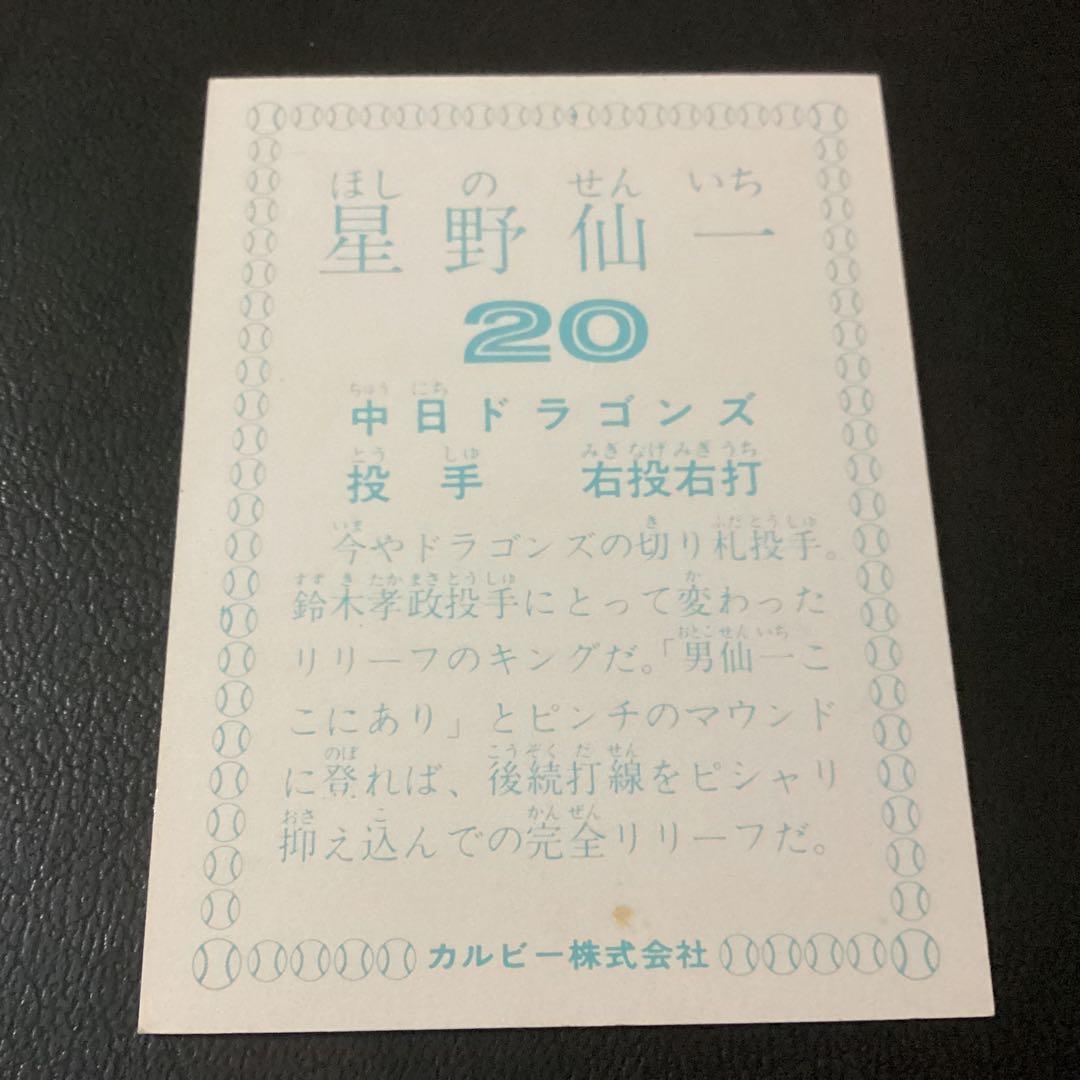 ほし の せん いち
星野仙一
20
ちゅう にち
中日ドラゴンズ
とう しゆ みぎ なげ みぎ うち
投手 右投右打
いま き ふだ とう しゆ
今やドラゴンズの切り札投手。
すず き たか まさ とう しゆ か
鈴木孝政投手にとって変わった
おとこ せん いち
リリーフのキングだ。「男仙一こ
こにあり」とピンチのマウンド
のぼ こう ぞく だ せん
に登れば、後続打線をピシャリ
おさ こ かん ぜん
抑え込んでの完全リリーフだ。
カルビー株式会社